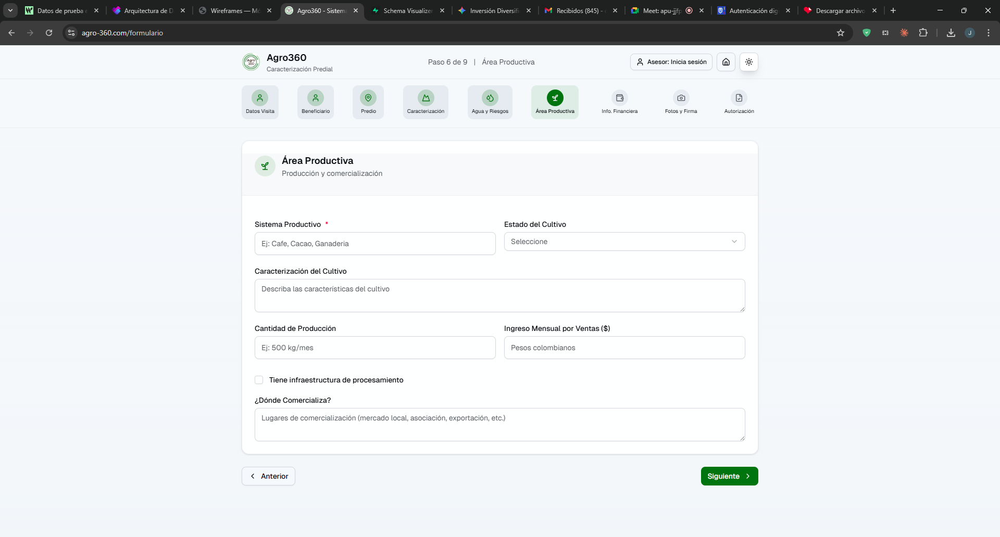 Datos de prueba
Arquitectura de D
Wireframes — Mó
Agro360 - Sistema
Schema Visualizer
Inversión Diversifi
Recibidos (845) -
Meet: apu-jjfp
Autenticación dig
Descargar archivo
agro-360.com/formulario
J
Agro 360
Agro360
Caracterización Predial
Paso 6 de 9 | Área Productiva
Asesor: Inicia sesión
Datos Visita
Beneficiario
Predio
Caracterización
Agua y Riesgos
Área Productiva
Info. Financiera
Fotos y Firma
Autorización
Área Productiva
Producción y comercialización
Sistema Productivo *
Estado del Cultivo
Ej: Cafe, Cacao, Ganaderia
Seleccione
Caracterización del Cultivo
Describa las características del cultivo
Cantidad de Producción
Ingreso Mensual por Ventas ($)
Ej: 500 kg/mes
Pesos colombianos
Tiene infraestructura de procesamiento
¿Dónde Comercializa?
Lugares de comercialización (mercado local, asociación, exportación, etc.)
Anterior
Siguiente